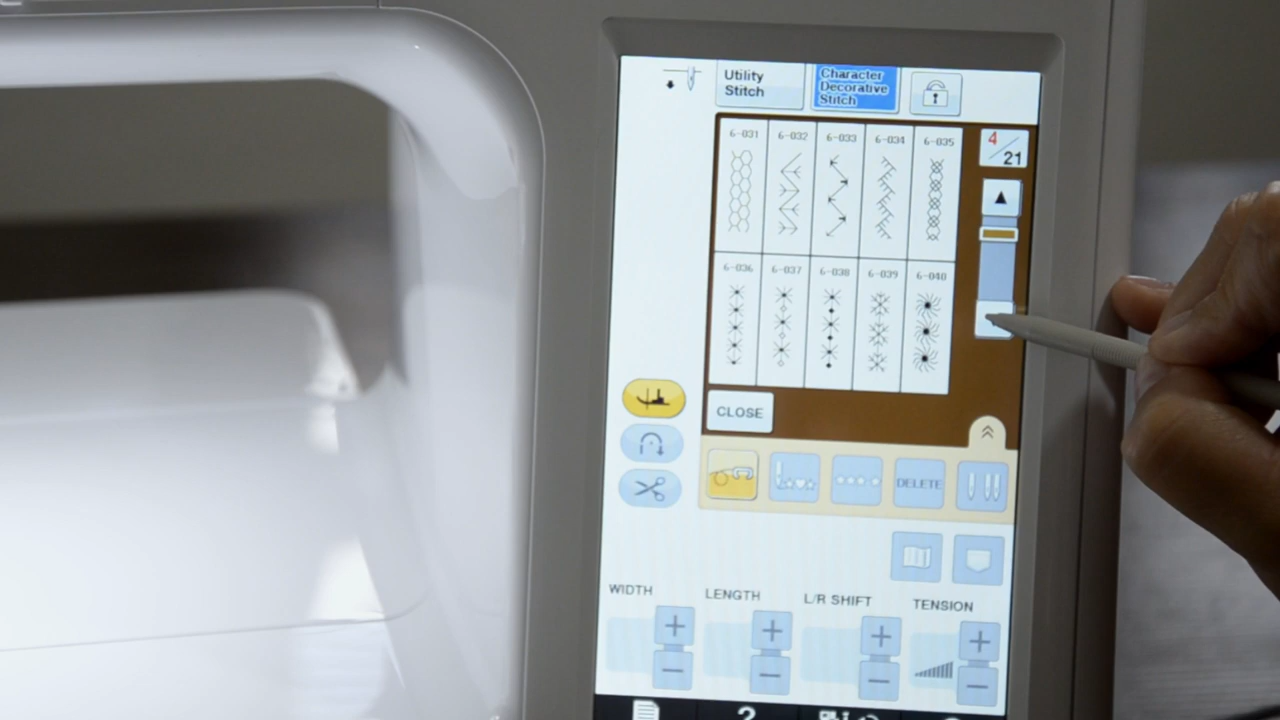 Utility
Stitch
Character
Decorative
Stitch
6-031 6-032 6-033 6-034 6-035
4/21
6-036 6-037 6-038 6-039 6-040
CLOSE
DELETE
WIDTH LENGTH L/R SHIFT TENSION
+ + + +
− − − −
?